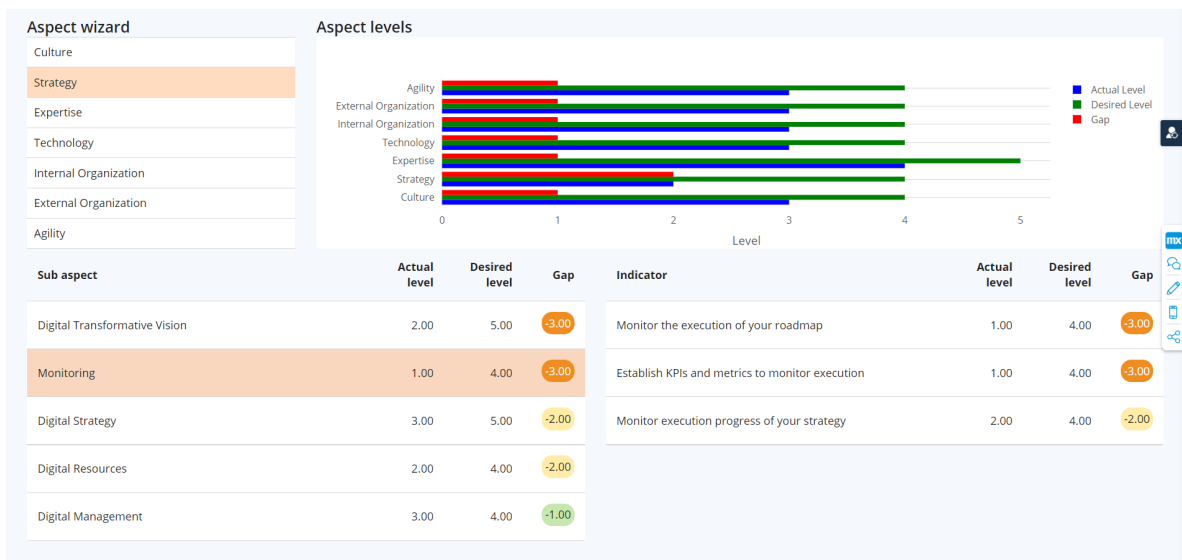 Aspect wizard
Culture
Strategy
Expertise
Technology
Internal Organization
External Organization
Agility
Aspect levels
Agility
External Organization
Internal Organization
Technology
Expertise
Strategy
Culture
0 1 2 3 4 5
Level
Actual Level
Desired Level
Gap
mx
Sub aspect Actual level Desired level Gap
Digital Transformative Vision 2.00 5.00 -3.00
Monitoring 1.00 4.00 -3.00
Digital Strategy 3.00 5.00 -2.00
Digital Resources 2.00 4.00 -2.00
Digital Management 3.00 4.00 -1.00
Indicator Actual level Desired level Gap
Monitor the execution of your roadmap 1.00 4.00 -3.00
Establish KPIs and metrics to monitor execution 1.00 4.00 -3.00
Monitor execution progress of your strategy 2.00 4.00 -2.00